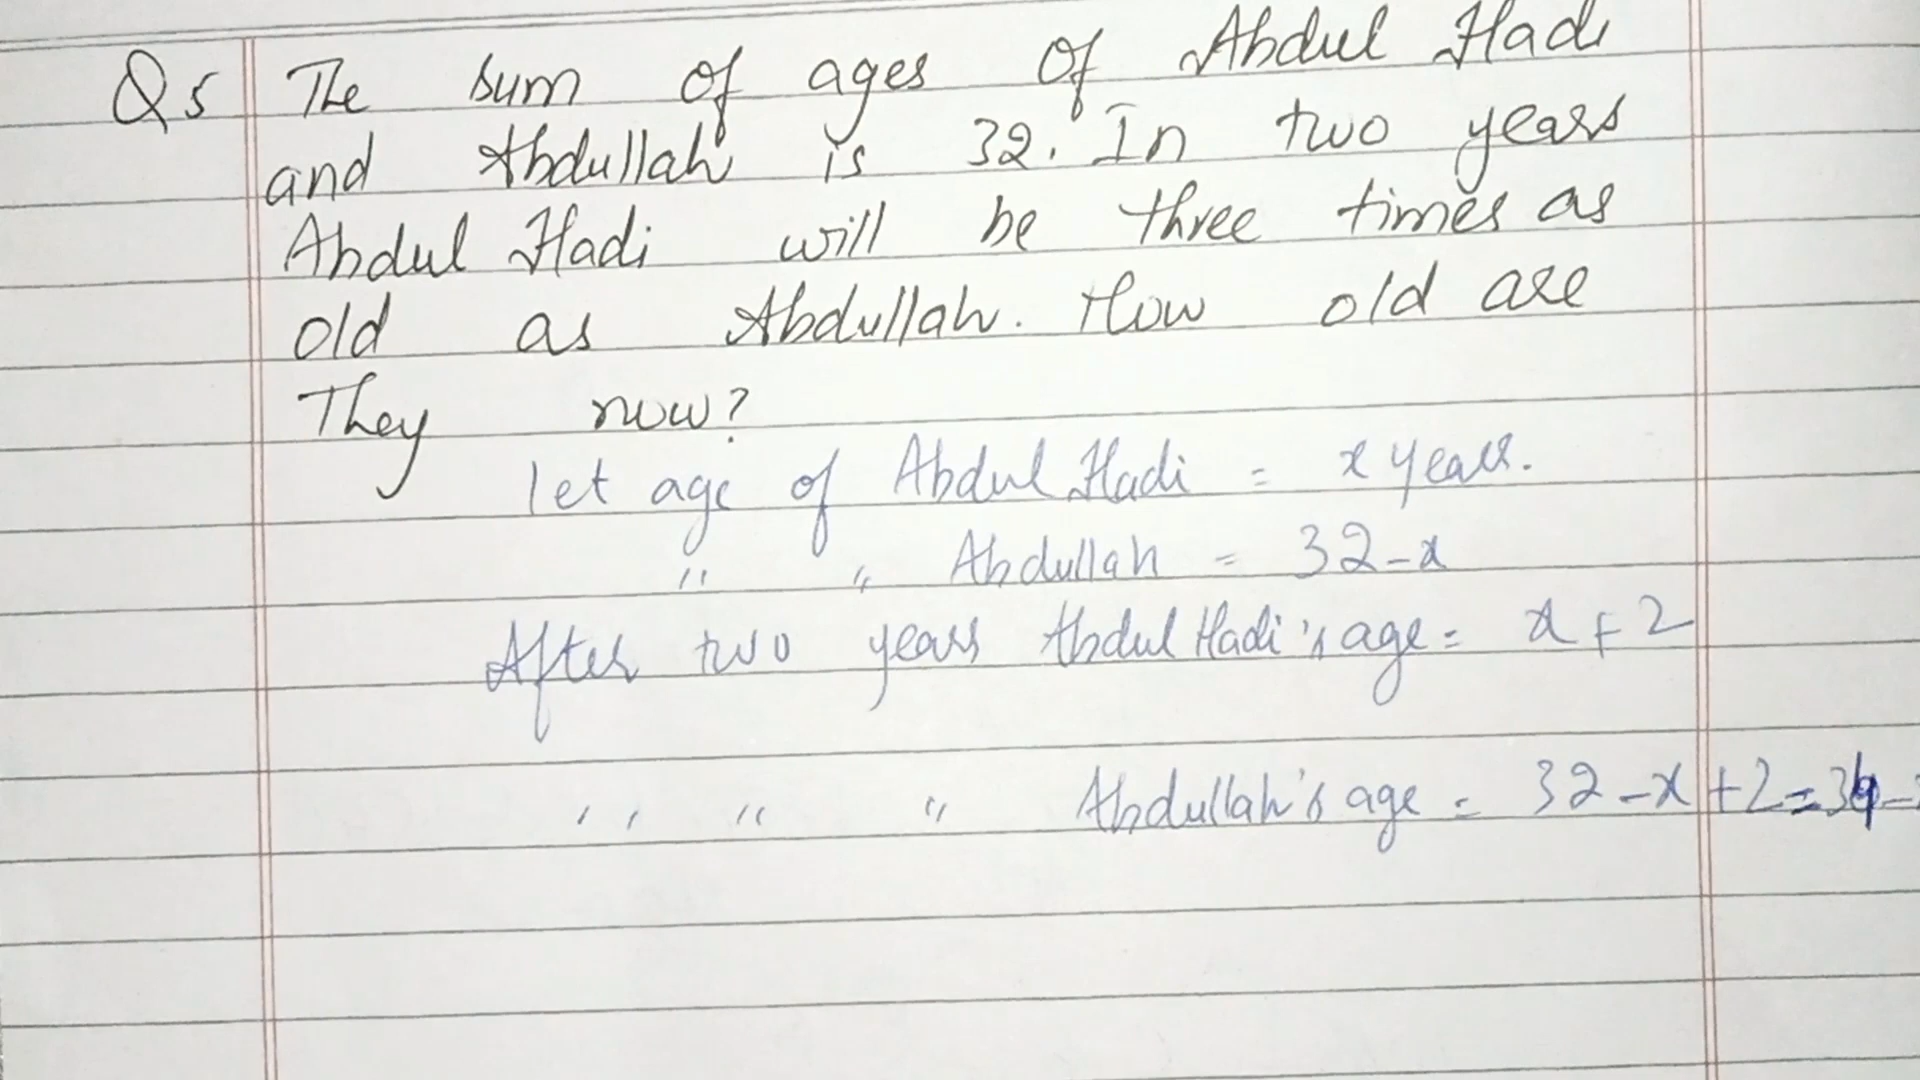 Q5 The sum of ages of Abdul Hadi
and Abdullah is 32. In two years
Abdul Hadi will be three times as
old as Abdullah. How old are
They now?
let age of Abdul Hadi = x years.
" " Abdullah = 32-x
After two years Abdul Hadi's age = x+2
" " " Abdullah's age = 32-x+2=34-